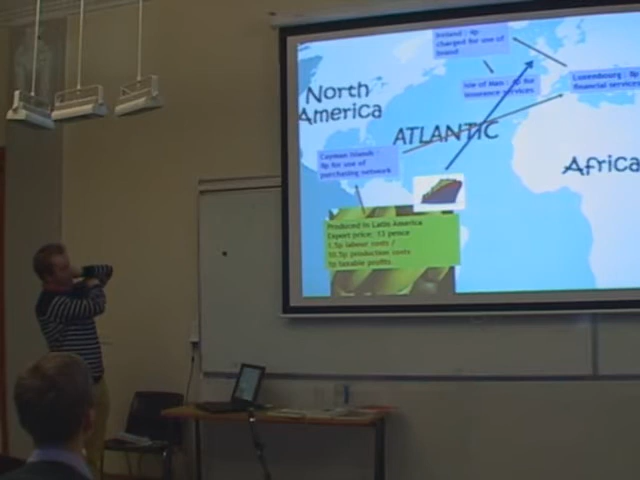 Ireland : 4p
charged for use of
brand
Isle of Man : 4p for
insurance services
Luxembourg : 8p
financial services
North
America
ATLANTIC
Cayman Islands :
8p for use of
purchasing network
Africa
Produced in Latin America
Export price: 13 pence
1.5p labour costs /
10.5p production costs
1p taxable profits